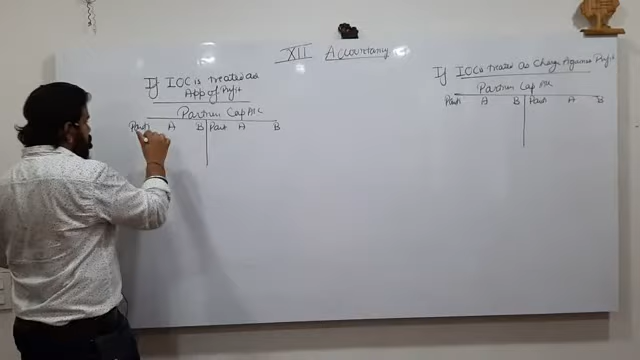 XII Accountancy
If IOC is treated as
App of Profit
Partner Cap A/c
Part A B Part A B
If IOC is treated as Charge Against Profit
Partner Cap A/c
Part A B Part A B